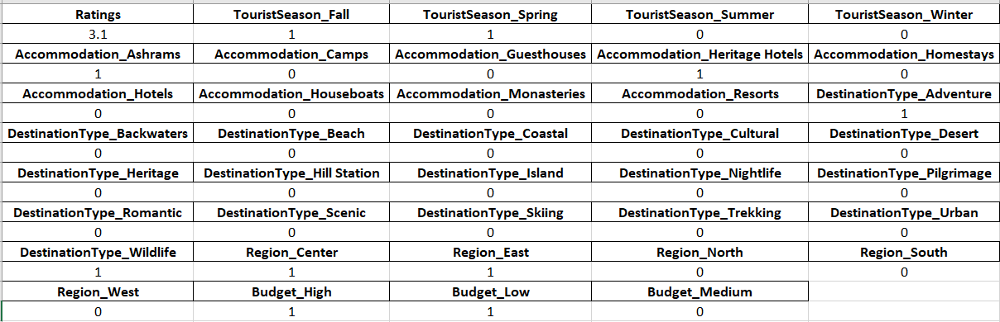 Ratings TouristSeason_Fall TouristSeason_Spring TouristSeason_Summer TouristSeason_Winter
3.1 1 1 0 0
Accommodation_Ashrams Accommodation_Camps Accommodation_Guesthouses Accommodation_Heritage Hotels Accommodation_Homestays
1 0 0 1 0
Accommodation_Hotels Accommodation_Houseboats Accommodation_Monasteries Accommodation_Resorts DestinationType_Adventure
0 0 0 0 1
DestinationType_Backwaters DestinationType_Beach DestinationType_Coastal DestinationType_Cultural DestinationType_Desert
0 0 0 0 0
DestinationType_Heritage DestinationType_Hill Station DestinationType_Island DestinationType_Nightlife DestinationType_Pilgrimage
0 0 0 0 0
DestinationType_Romantic DestinationType_Scenic DestinationType_Skiing DestinationType_Trekking DestinationType_Urban
0 0 0 0 0
DestinationType_Wildlife Region_Center Region_East Region_North Region_South
1 1 1 0 0
Region_West Budget_High Budget_Low Budget_Medium
0 1 1 0